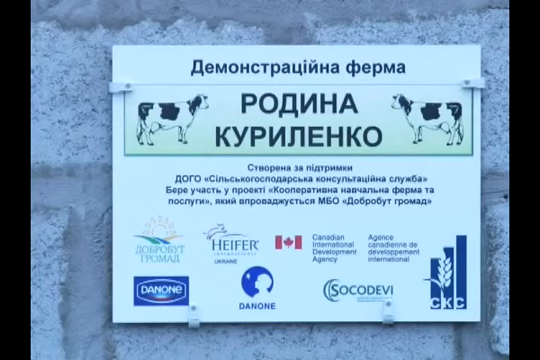 Демонстраційна ферма
РОДИНА
КУРИЛЕНКО
Створена за підтримки
ДОГО «Сільськогосподарська консультаційна служба»
Бере участь у проекті «Кооперативна навчальна ферма та
послуги», який впроваджується МБО «Добробут громад»
ДОБРОБУТ
ГРОМАД
HEIFER
INTERNATIONAL
UKRAINE
Canadian
International
Development
Agency
Agence
canadienne de
développement
international
DANONE
DANONE
SOCODEVI
СКС